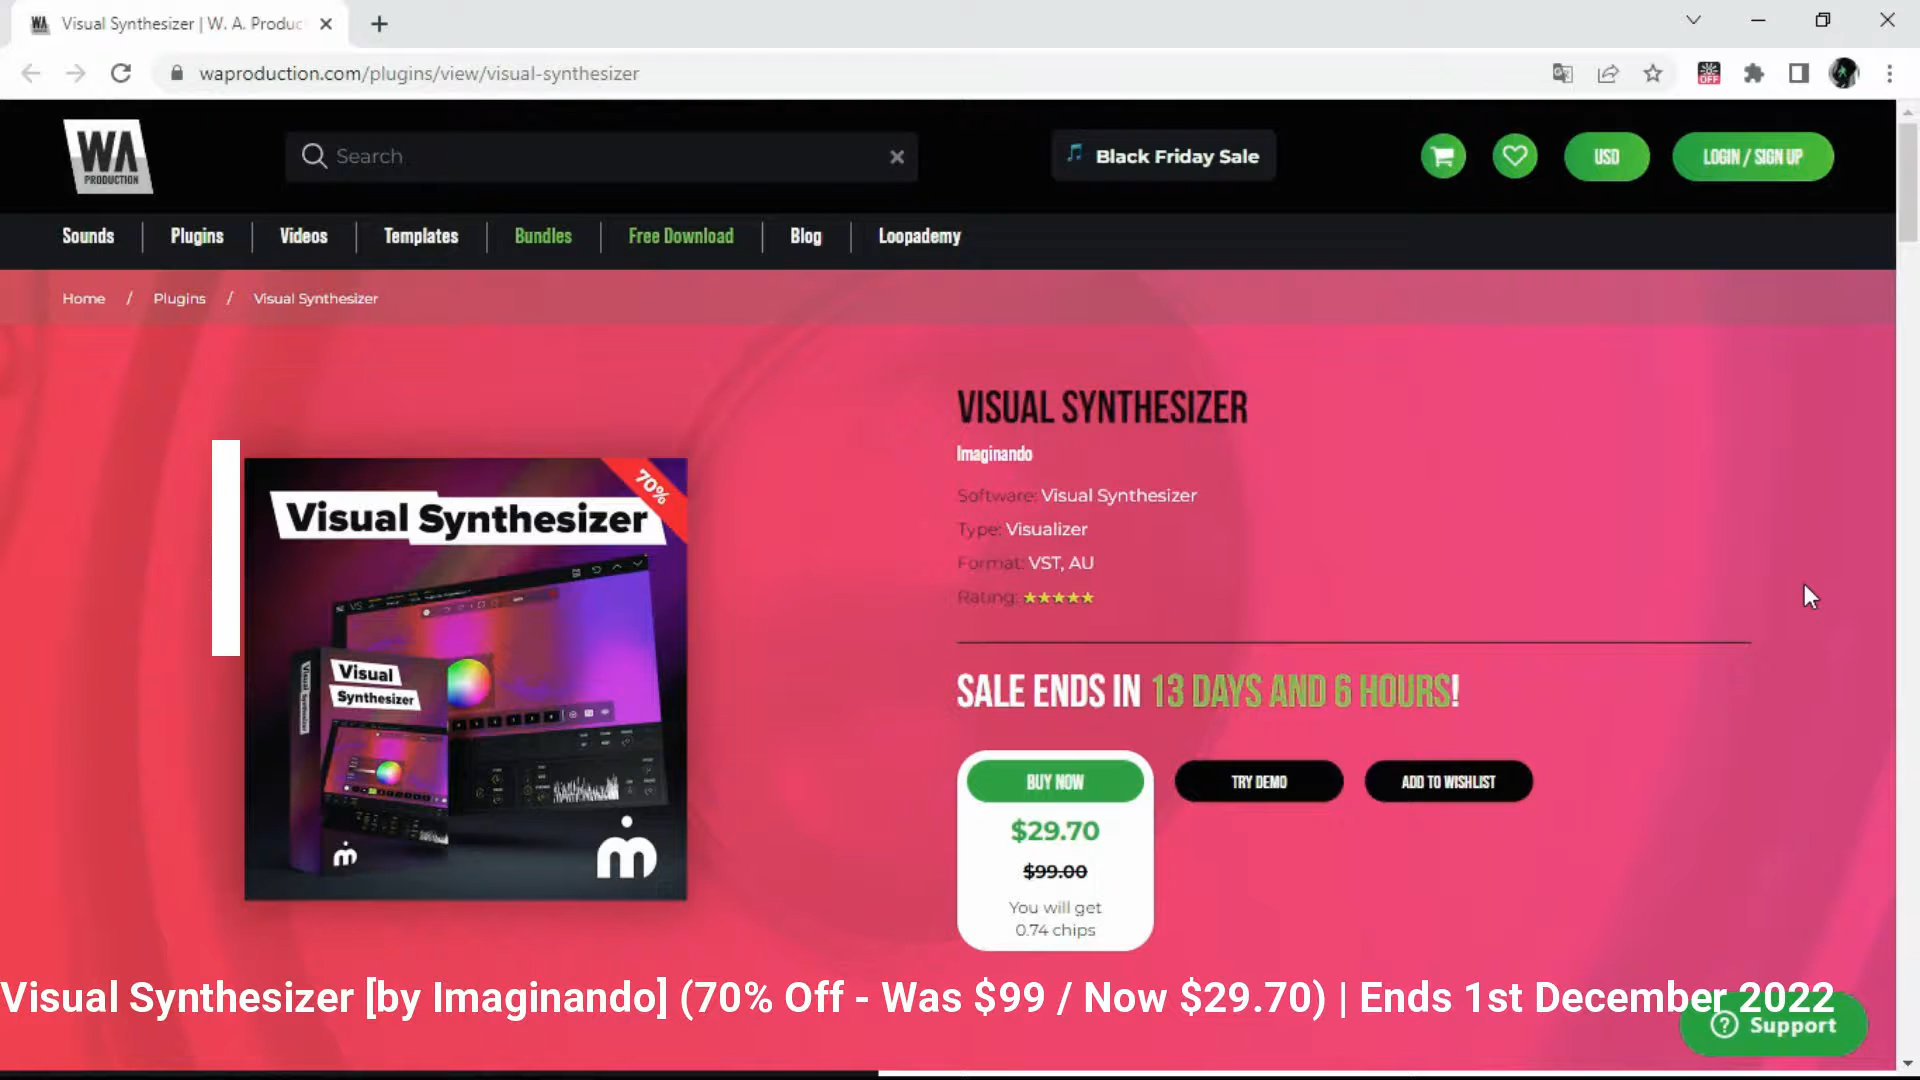 Visual Synthesizer | W. A. Produc
waproduction.com/plugins/view/visual-synthesizer
OFF
WA
PRODUCTION
Search
Black Friday Sale
USD
LOGIN / SIGN UP
Sounds
Plugins
Videos
Templates
Bundles
Free Download
Blog
Loopademy
Home / Plugins / Visual Synthesizer
70%
Visual Synthesizer
VS
Visual
Synthesizer
Visual Synthesizer
VISUAL SYNTHESIZER
Imaginando
Software: Visual Synthesizer
Type: Visualizer
Format: VST, AU
Rating: ★★★★★
SALE ENDS IN 13 DAYS AND 6 HOURS!
BUY NOW
$29.70
$99.00
You will get
0.74 chips
TRY DEMO
ADD TO WISHLIST
Visual Synthesizer [by Imaginando] (70% Off - Was $99 / Now $29.70) | Ends 1st December 2022
Support